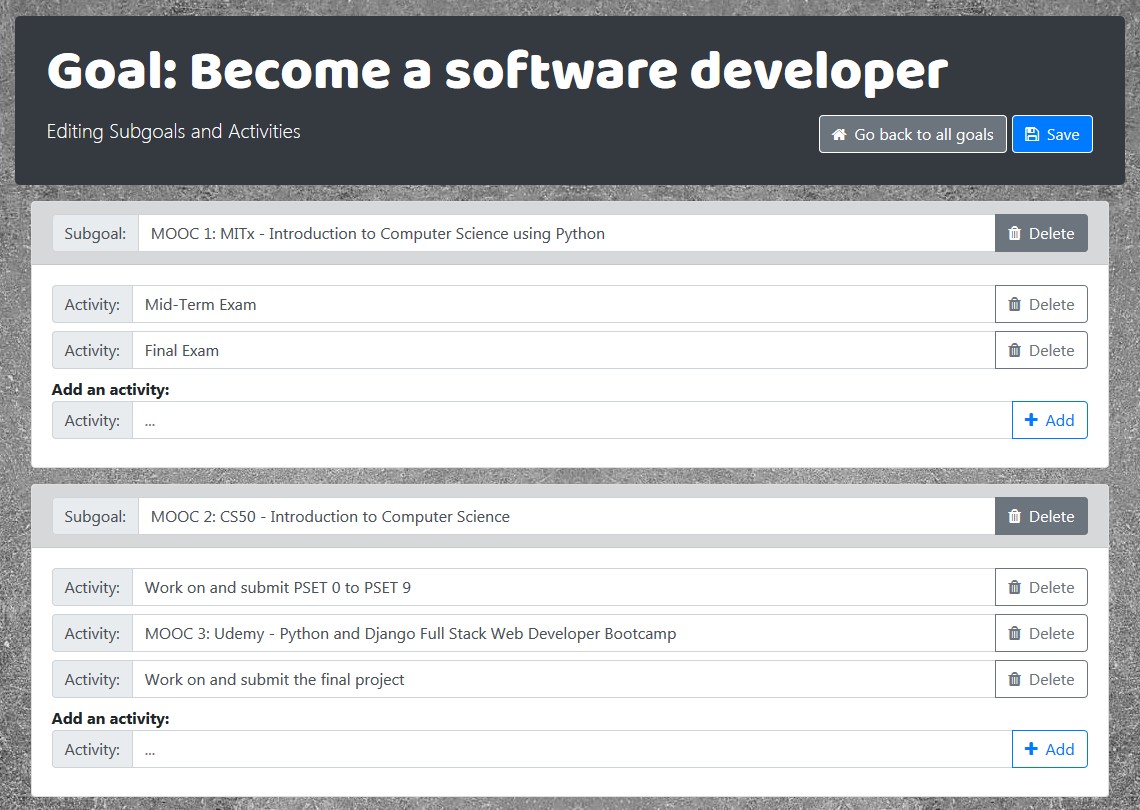 Goal: Become a software developer
Editing Subgoals and Activities
Go back to all goals Save
Subgoal: MOOC 1: MITx - Introduction to Computer Science using Python Delete
Activity: Mid-Term Exam Delete
Activity: Final Exam Delete
Add an activity:
Activity: ... Add
Subgoal: MOOC 2: CS50 - Introduction to Computer Science Delete
Activity: Work on and submit PSET 0 to PSET 9 Delete
Activity: MOOC 3: Udemy - Python and Django Full Stack Web Developer Bootcamp Delete
Activity: Work on and submit the final project Delete
Add an activity:
Activity: ... Add